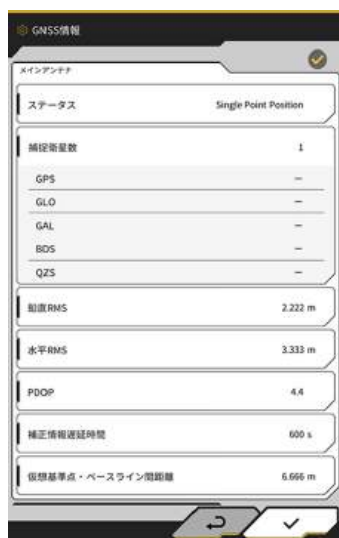 GNSS情報
メインアンテナ
ステータス Single Point Position
捕捉衛星数 1
GPS —
GLO —
GAL —
BDS —
QZS —
鉛直RMS 2.222 m
水平RMS 3.333 m
PDOP 4.4
補正情報遅延時間 600 s
仮想基準点・ベースライン間距離 6.666 m